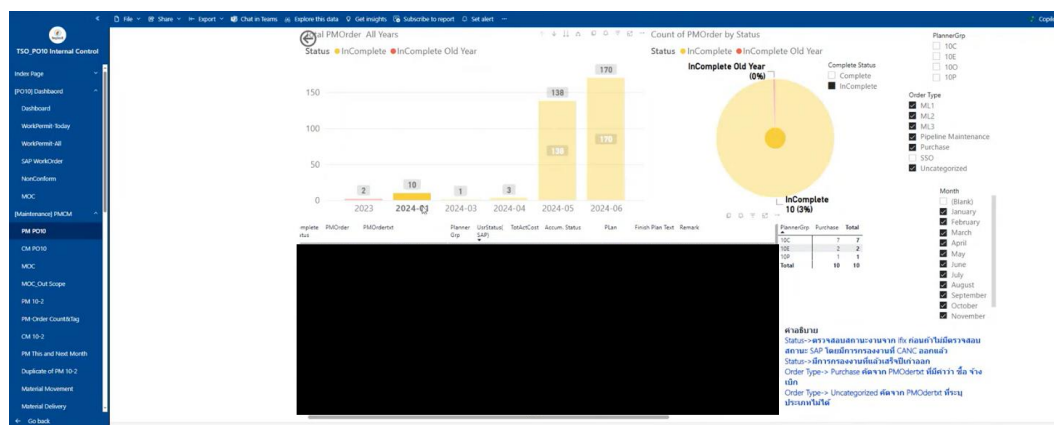 File
Share
Export
Chat in Teams
Explore this data
Get insights
Subscribe to report
Set alert
TSO_PO10 Internal Control
Index Page
[PO10] Dashbaord
Dashboard
WorkPermit-Today
WorkPermit-All
SAP WorkOrder
NonConform
MOC
[Maintenance] PMCM
PM PO10
CM PO10
MOC
MOC_Out Scope
PM 10-2
PM-Order Count&Tag
CM 10-2
PM This and Next Month
Duplicate of PM 10-2
Material Movement
Material Delivery
Go back
Total PMOrder All Years
Status InComplete InComplete Old Year
150
100
50
0
2
10
1
3
138
138
170
170
2023 2024-01 2024-03 2024-04 2024-05 2024-06
Count of PMOrder by Status
Status InComplete InComplete Old Year
InComplete Old Year
(0%)
InComplete
10 (3%)
Complete Status
Complete
InComplete
PlannerGrp
10C
10E
10O
10P
Order Type
ML1
ML2
ML3
Pipeline Maintenance
Purchase
SSO
Uncategorized
Month
(Blank)
January
February
March
April
May
June
July
August
September
October
November
mplete PMOrder PMOrdertxt Planner UsrStatus( TotActCost Accum. Status PLan Finish Plan Text Remark
tus Grp SAP)
PlannerGrp Purchase Total
10C 7 7
10E 2 2
10P 1 1
Total 10 10
คำอธิบาย
Status->ตรวจสอบสถานะงานจาก ifix ก่อนถ้าไม่มีตรวจสอบ
สถานะ SAP โดยมีการกรองงานที่ CANC ออกแล้ว
Status->มีการกรองงานที่แล้วเสร็จปีเก่าออก
Order Type-> Purchase คัดจาก PMOdertxt ที่มีคำว่า ซื้อ จ้าง
เบิก
Order Type-> Uncategorized คัดจาก PMOdertxt ที่ระบุ
ประเภทไม่ได้